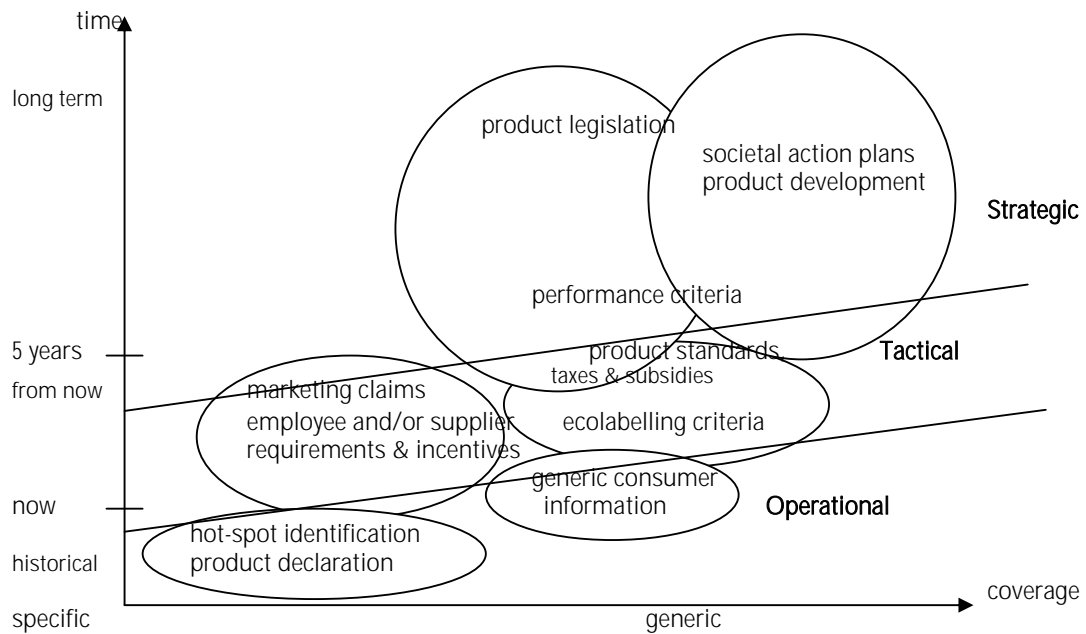 time
long term
product legislation
societal action plans
product development
Strategic
performance criteria
5 years
from now
product standards
taxes & subsidies
Tactical
marketing claims
employee and/or supplier
requirements & incentives
ecolabelling criteria
now
generic consumer
information
Operational
historical
hot-spot identification
product declaration
specific
generic
coverage